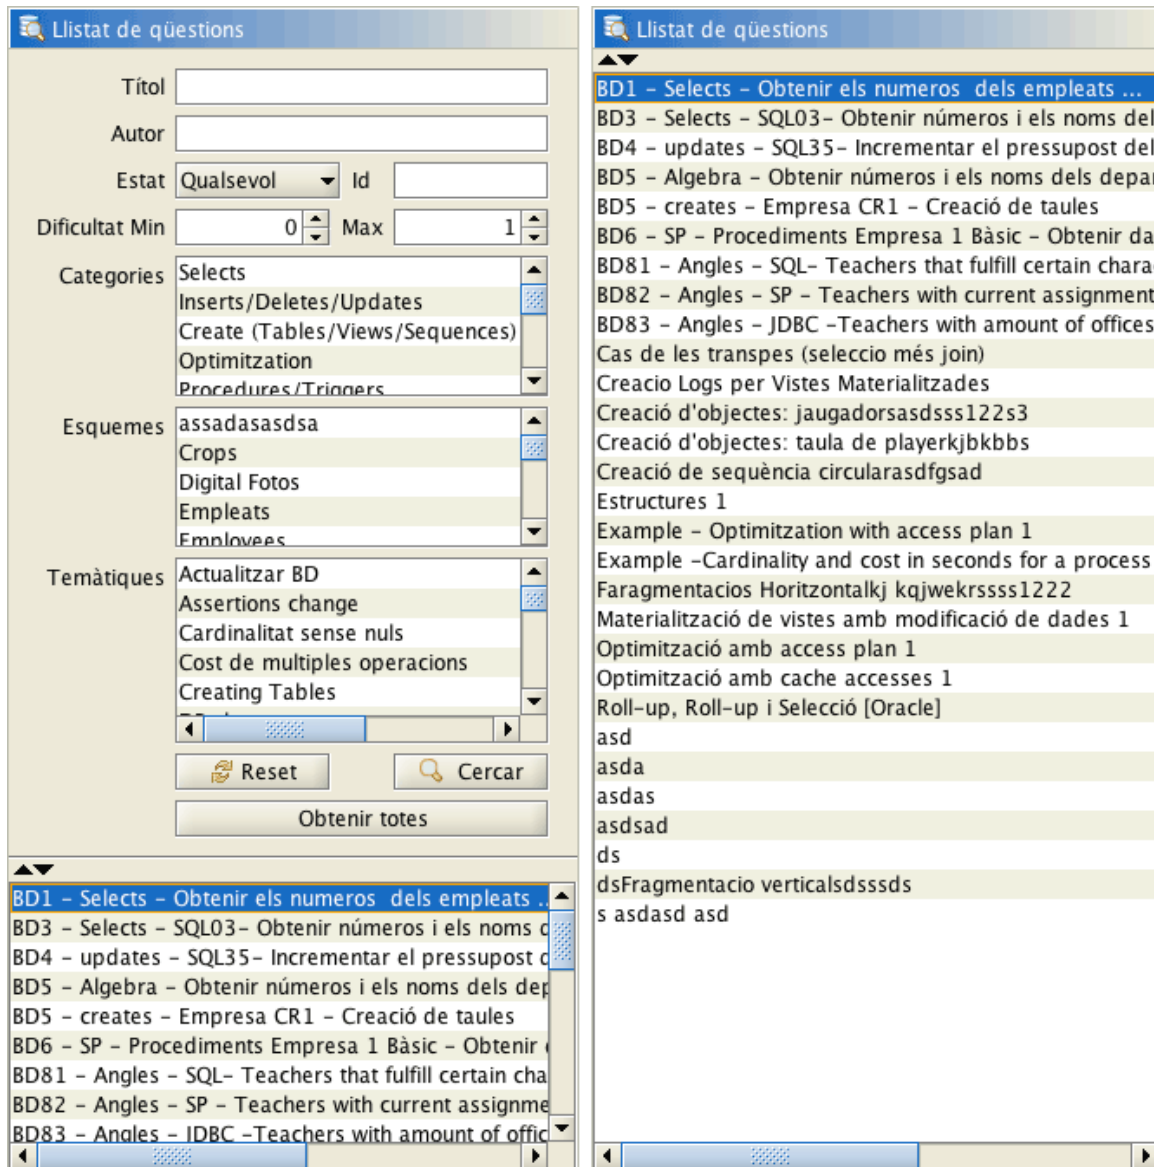 Llistat de qüestions
Títol
Autor
Estat Qualsevol Id
Dificultat Min 0 Max 1
Categories Selects
Inserts/Deletes/Updates
Create (Tables/Views/Sequences)
Optimitzation
Procedures/Triggers
Esquemes assadasasdsa
Crops
Digital Fotos
Empleats
Employees
Temàtiques Actualitzar BD
Assertions change
Cardinalitat sense nuls
Cost de multiples operacions
Creating Tables
Reset Cercar
Obtenir totes
BD1 – Selects – Obtenir els numeros  dels empleats ..
BD3 – Selects – SQL03– Obtenir números i els noms
BD4 – updates – SQL35– Incrementar el pressupost
BD5 – Algebra – Obtenir números i els noms dels dep
BD5 – creates – Empresa CR1 – Creació de taules
BD6 – SP – Procediments Empresa 1 Bàsic – Obtenir
BD81 – Angles – SQL– Teachers that fulfill certain cha
BD82 – Angles – SP – Teachers with current assignme
BD83 – Angles – JDBC –Teachers with amount of offic
Llistat de qüestions
BD1 – Selects – Obtenir els numeros  dels empleats ...
BD3 – Selects – SQL03– Obtenir números i els noms del
BD4 – updates – SQL35– Incrementar el pressupost del
BD5 – Algebra – Obtenir números i els noms dels depar
BD5 – creates – Empresa CR1 – Creació de taules
BD6 – SP – Procediments Empresa 1 Bàsic – Obtenir da
BD81 – Angles – SQL– Teachers that fulfill certain chara
BD82 – Angles – SP – Teachers with current assignment
BD83 – Angles – JDBC –Teachers with amount of offices
Cas de les transpes (seleccio més join)
Creacio Logs per Vistes Materialitzades
Creació d'objectes: jaugadorsasdsss122s3
Creació d'objectes: taula de playerkjbkbbs
Creació de sequència circularasdfgsad
Estructures 1
Example – Optimitzation with access plan 1
Example –Cardinality and cost in seconds for a process
Faragmentacios Horitzontalkj kqjwekrssss1222
Materialització de vistes amb modificació de dades 1
Optimització amb access plan 1
Optimització amb cache accesses 1
Roll–up, Roll–up i Selecció [Oracle]
asd
asda
asdas
asdsad
ds
dsFragmentacio verticalsdsssds
s asdasd asd